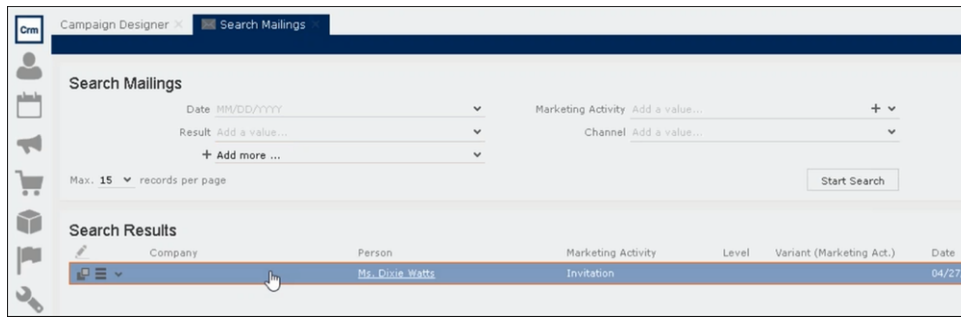 Crm
Campaign Designer
Search Mailings
Search Mailings
Date MM/DD/YYYY
Marketing Activity Add a value...
Result Add a value...
Channel Add a value...
+ Add more ...
Max. 15 records per page
Start Search
Search Results
Company Person Marketing Activity Level Variant (Marketing Act.) Date
Ms. Dixie Watts Invitation 04/27